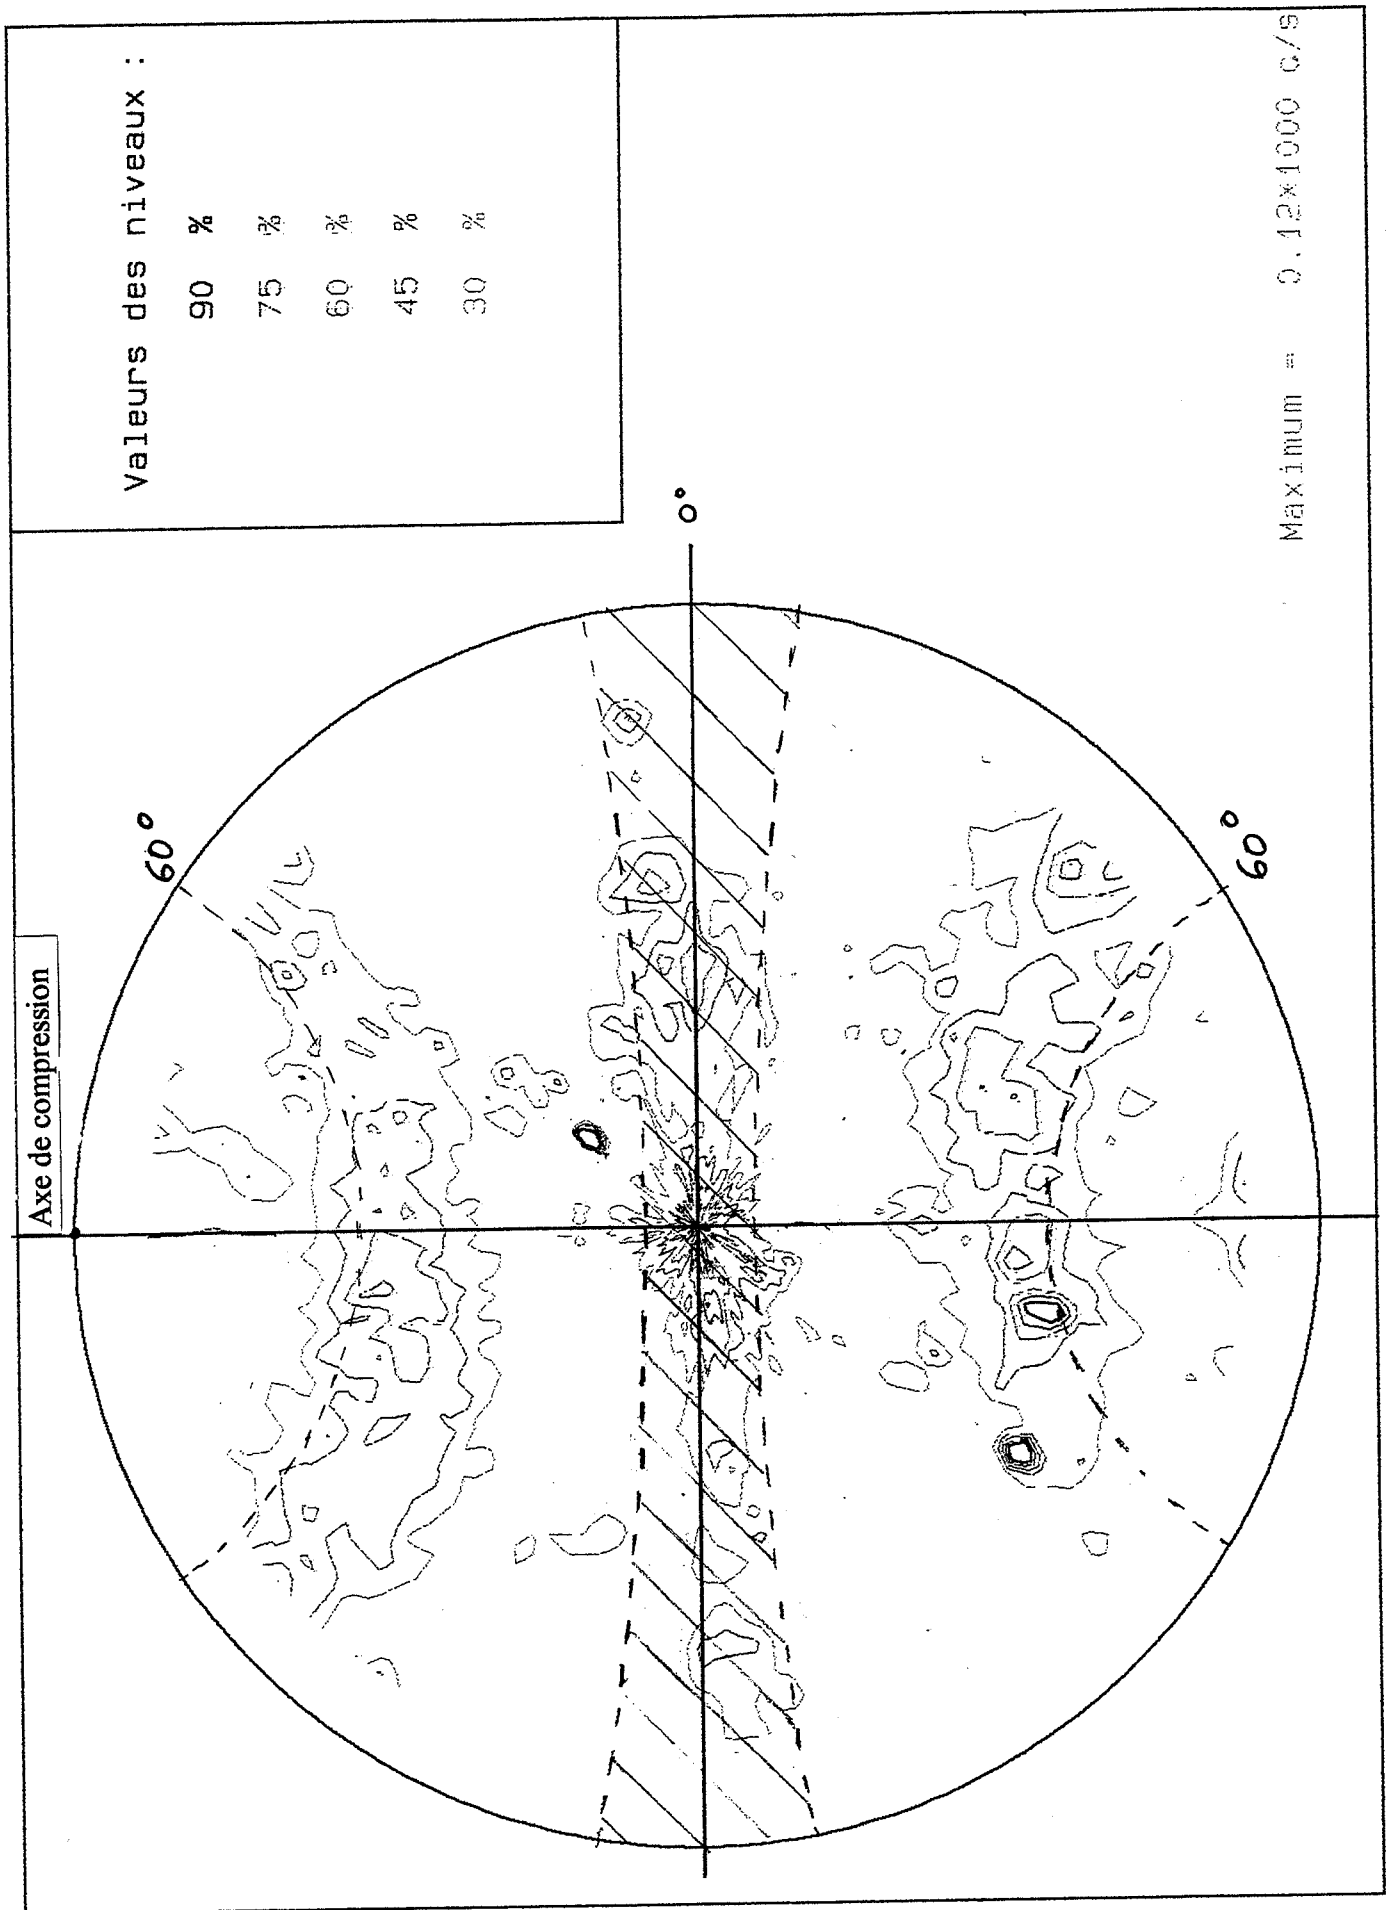 Valeurs des niveaux :
90 %
75 %
60 %
45 %
30 %
Axe de compression
60°
0°
60°
Maximum = 0.12*1000 c/s